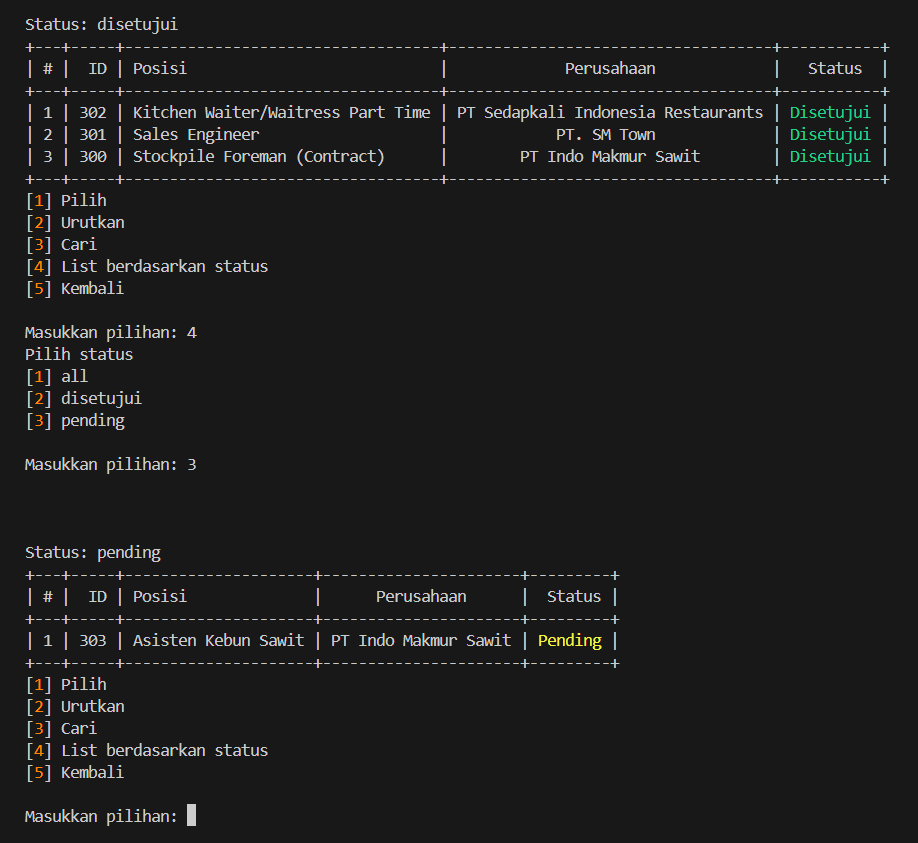 Status: disetujui
+---+-----+-----------------------------------+------------------------------------+-----------+
| # |  ID | Posisi                            |             Perusahaan             |   Status  |
+---+-----+-----------------------------------+------------------------------------+-----------+
| 1 | 302 | Kitchen Waiter/Waitress Part Time | PT Sedapkali Indonesia Restaurants | Disetujui |
| 2 | 301 | Sales Engineer                    |            PT. SM Town             | Disetujui |
| 3 | 300 | Stockpile Foreman (Contract)      |        PT Indo Makmur Sawit        | Disetujui |
+---+-----+-----------------------------------+------------------------------------+-----------+
[1] Pilih
[2] Urutkan
[3] Cari
[4] List berdasarkan status
[5] Kembali

Masukkan pilihan: 4
Pilih status
[1] all
[2] disetujui
[3] pending

Masukkan pilihan: 3

Status: pending
+---+-----+---------------------+----------------------+---------+
| # |  ID | Posisi              |      Perusahaan      |  Status |
+---+-----+---------------------+----------------------+---------+
| 1 | 303 | Asisten Kebun Sawit | PT Indo Makmur Sawit | Pending |
+---+-----+---------------------+----------------------+---------+
[1] Pilih
[2] Urutkan
[3] Cari
[4] List berdasarkan status
[5] Kembali

Masukkan pilihan: